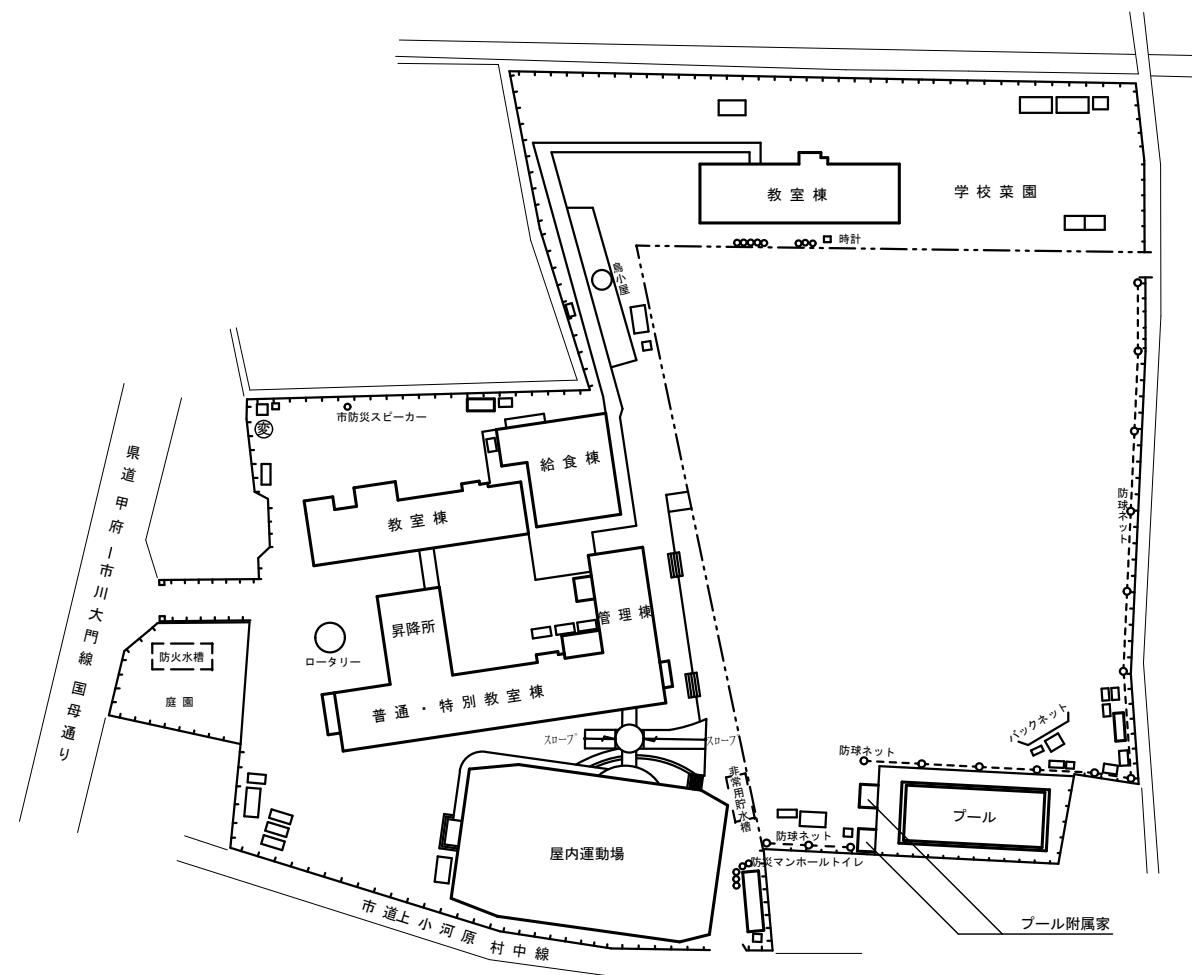 教室棟
学校菜園
時計
鳥小屋
市防災スピーカー
変
給食棟
教室棟
防球ネット
県道 甲府ー市川大門線 国母通り
管理棟
昇降所
防火水槽
ロータリー
庭園
普通・特別教室棟
スロープ
スロープ
バックネット
防球ネット
非常用貯水槽
プール
防球ネット
屋内運動場
防災マンホールトイレ
市道上小河原 村中線
プール附属家